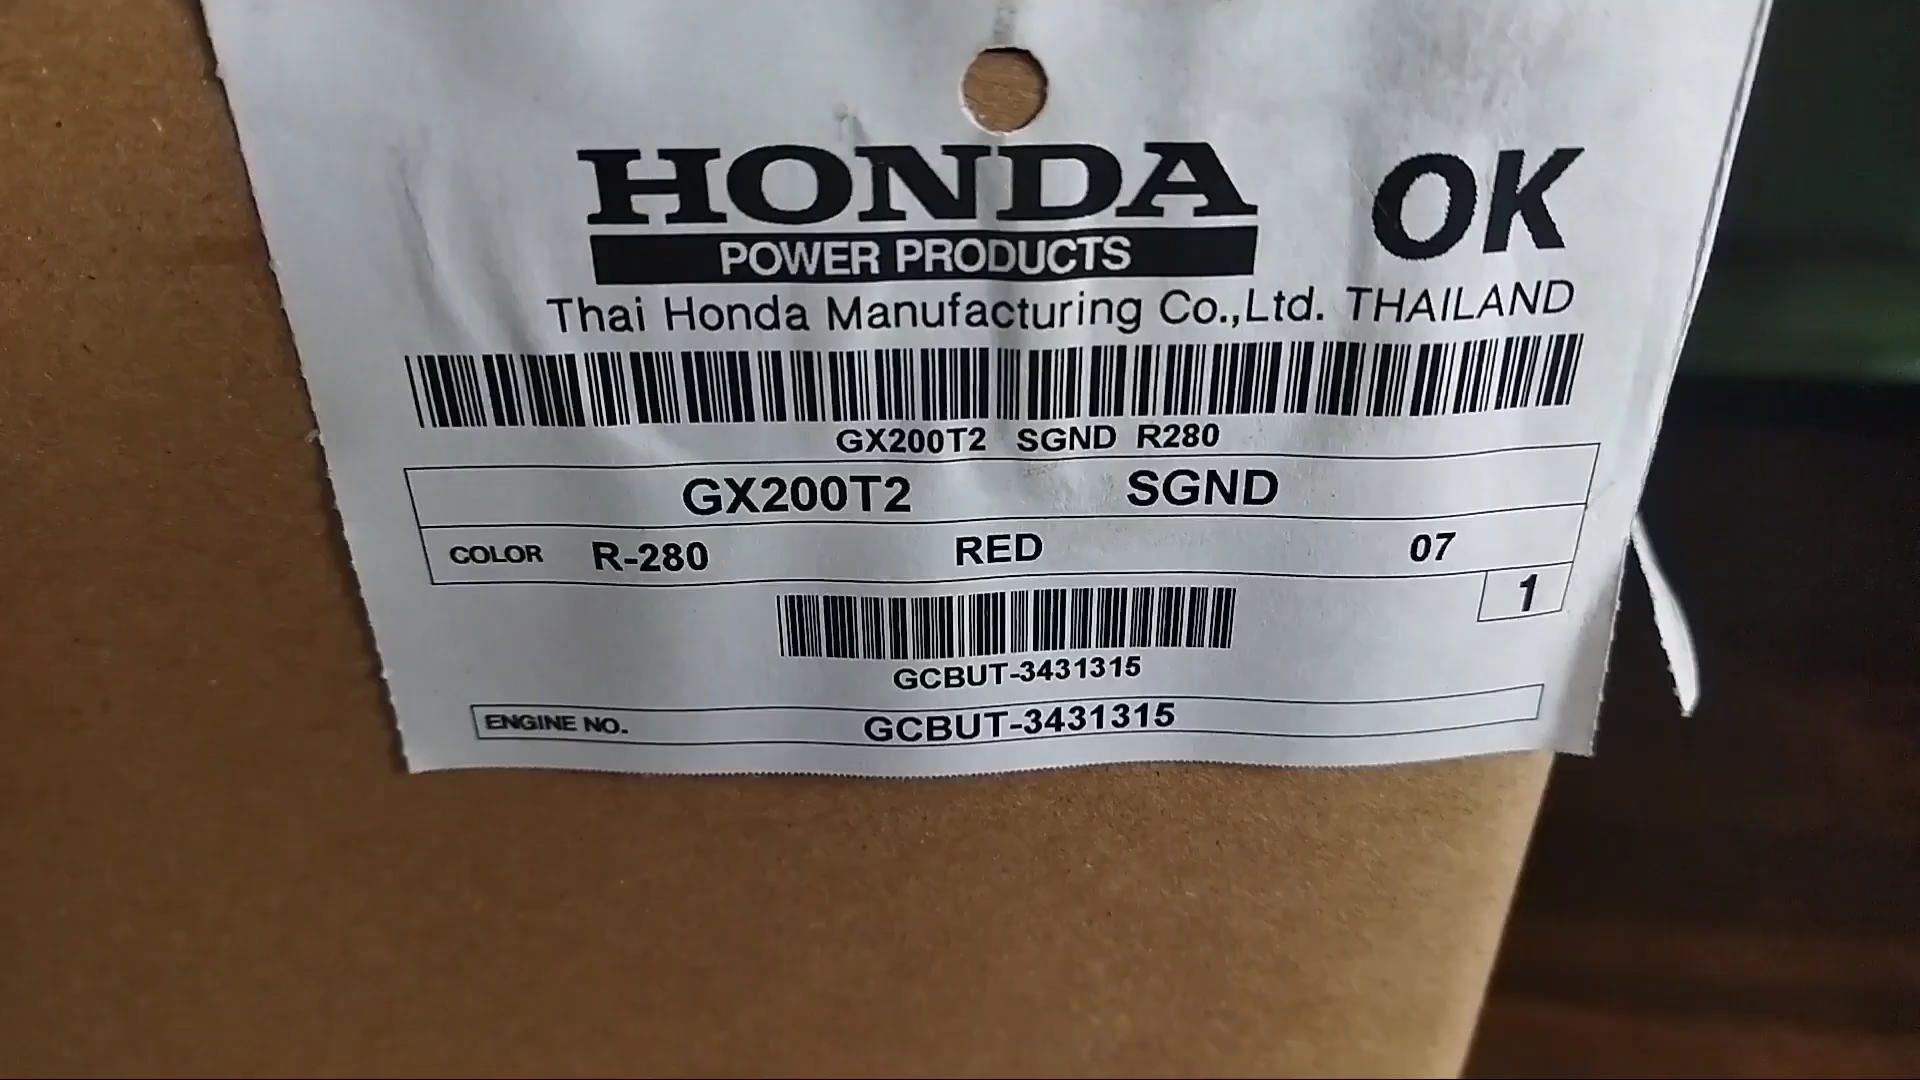 HONDA OK
POWER PRODUCTS
Thai Honda Manufacturing Co.,Ltd. THAILAND
GX200T2 SGND R280
GX200T2 SGND
COLOR R-280 RED 07
1
GCBUT-3431315
ENGINE NO. GCBUT-3431315